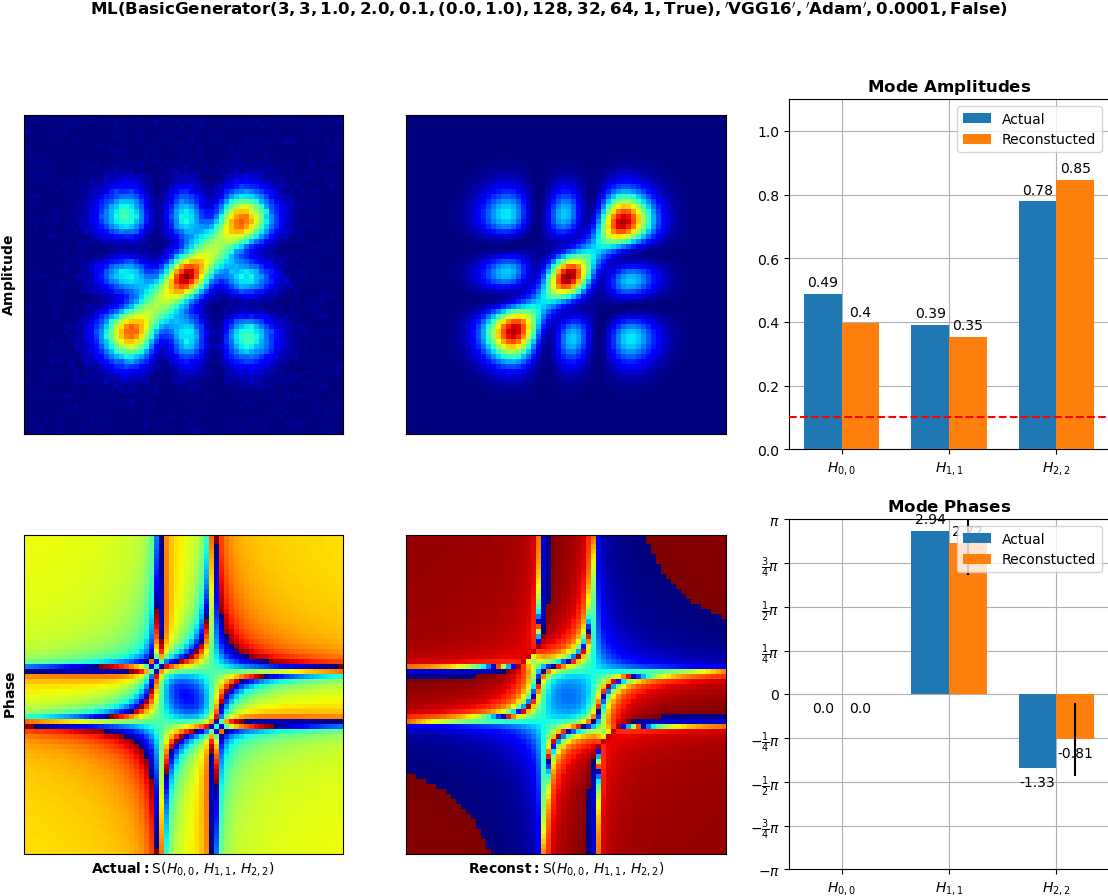 ML(BasicGenerator(3, 3, 1.0, 2.0, 0.1, (0.0, 1.0), 128, 32, 64, 1, True), ′VGG16′, ′Adam′, 0.0001, False)
Amplitude
Mode Amplitudes
Actual
Reconstucted
1.0
0.8
0.6
0.4
0.2
0.0
0.49
0.4
0.39
0.35
0.78
0.85
H0,0
H1,1
H2,2
Phase
Actual: S(H0,0, H1,1, H2,2)
Reconst: S(H0,0, H1,1, H2,2)
Mode Phases
Actual
Reconstucted
π
3/4π
1/2π
1/4π
0
−1/4π
−1/2π
−3/4π
−π
0.0
0.0
2.94
-1.33
-0.81
H0,0
H1,1
H2,2